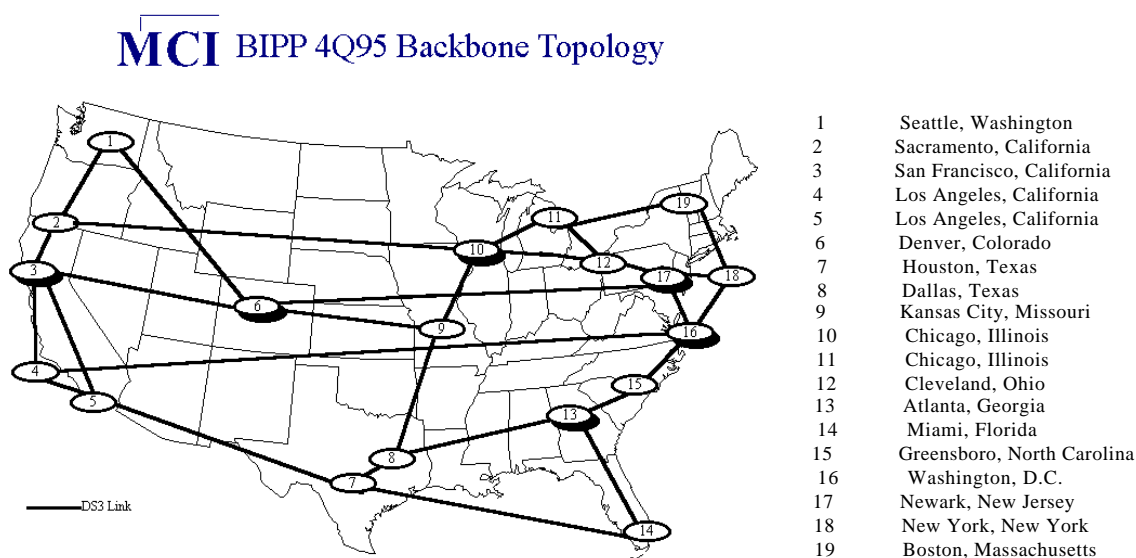 MCI BIPP 4Q95 Backbone Topology
1 Seattle, Washington
2 Sacramento, California
3 San Francisco, California
4 Los Angeles, California
5 Los Angeles, California
6 Denver, Colorado
7 Houston, Texas
8 Dallas, Texas
9 Kansas City, Missouri
10 Chicago, Illinois
11 Chicago, Illinois
12 Cleveland, Ohio
13 Atlanta, Georgia
14 Miami, Florida
15 Greensboro, North Carolina
16 Washington, D.C.
17 Newark, New Jersey
18 New York, New York
19 Boston, Massachusetts
1
19
11
2
10
12
3
17
18
6
9
16
4
15
5
13
8
7
14
DS3 Link